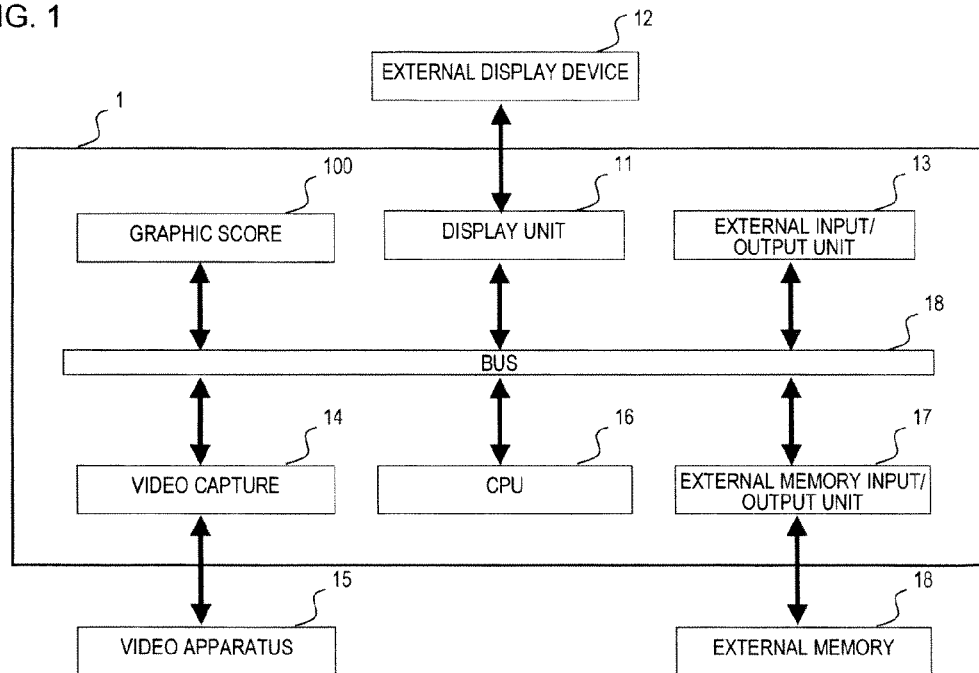 IG. 1
12
EXTERNAL DISPLAY DEVICE
1
100
11
13
GRAPHIC SCORE
DISPLAY UNIT
EXTERNAL INPUT/
OUTPUT UNIT
18
BUS
14
16
17
VIDEO CAPTURE
CPU
EXTERNAL MEMORY INPUT/
OUTPUT UNIT
15
18
VIDEO APPARATUS
EXTERNAL MEMORY